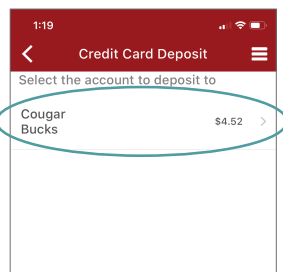 1:19
Credit Card Deposit
Select the account to deposit to
Cougar
Bucks
$4.52